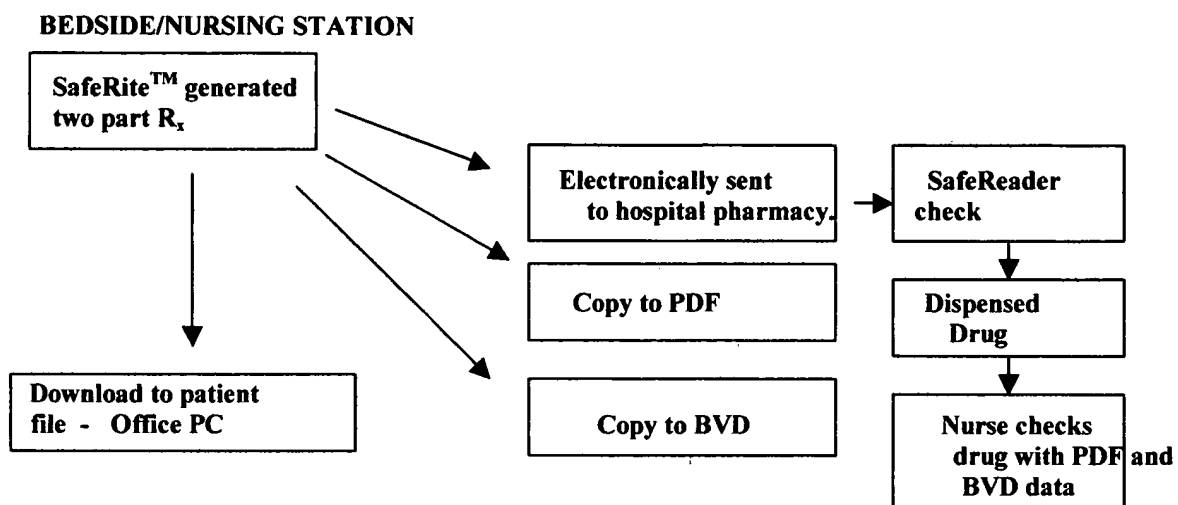 BEDSIDE/NURSING STATION
SafeRite™ generated
two part Rₓ
Electronically sent
to hospital pharmacy.
SafeReader
check
Copy to PDF
Dispensed
Drug
Download to patient
file - Office PC
Copy to BVD
Nurse checks
drug with PDF and
BVD data